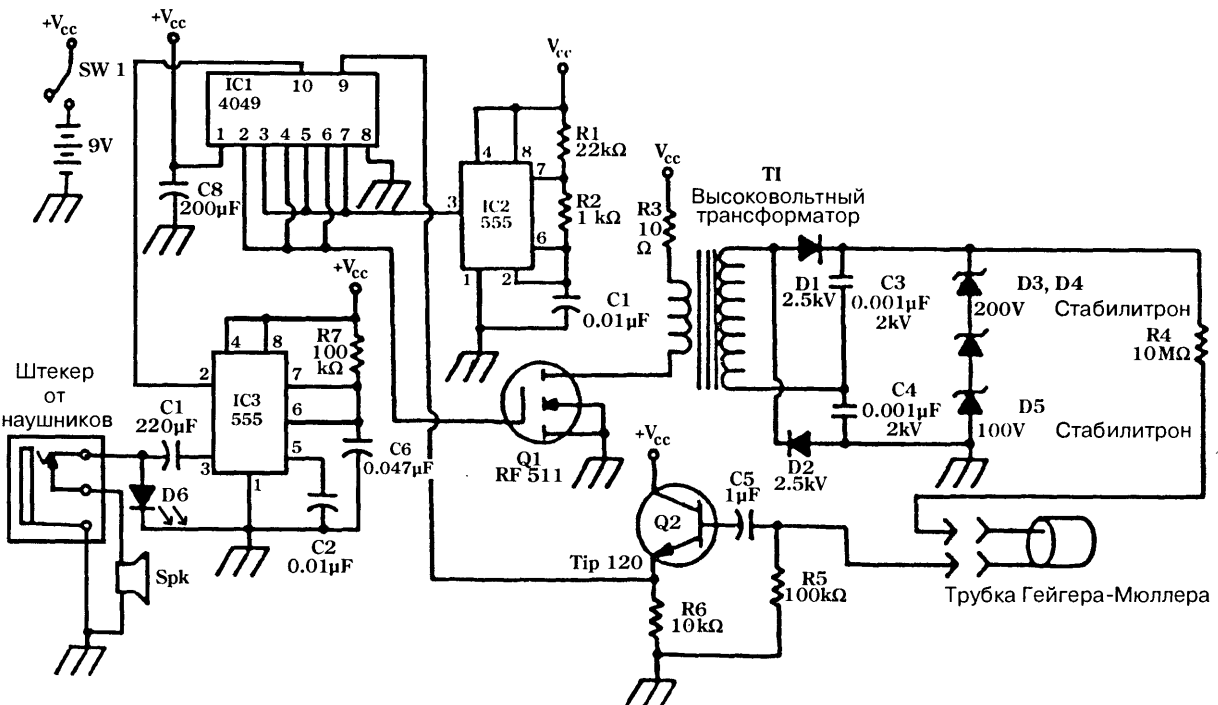 +Vcc
SW 1
9V
+Vcc
IC1
4049
10
9
1
2
3
4
5
6
7
8
C8
200µF
Vcc
R1
22kΩ
4
8
7
IC2
555
3
R2
1 kΩ
6
1
2
C1
0.01µF
Vcc
R3
10
Ω
T1
Высоковольтный
трансформатор
D1
2.5kV
C3
0.001µF
2kV
200V
D3, D4
Стабилитрон
R4
10MΩ
C4
0.001µF
2kV
100V
D5
Стабилитрон
D2
2.5kV
+Vcc
R7
100
kΩ
4
8
2
7
IC3
555
6
5
3
1
Штекер
от
наушников
C1
220µF
C6
0.047µF
D6
C2
0.01µF
Spk
Q1
RF 511
+Vcc
Q2
C5
1µF
Tip 120
R6
10kΩ
R5
100kΩ
Трубка Гейгера-Мюллера